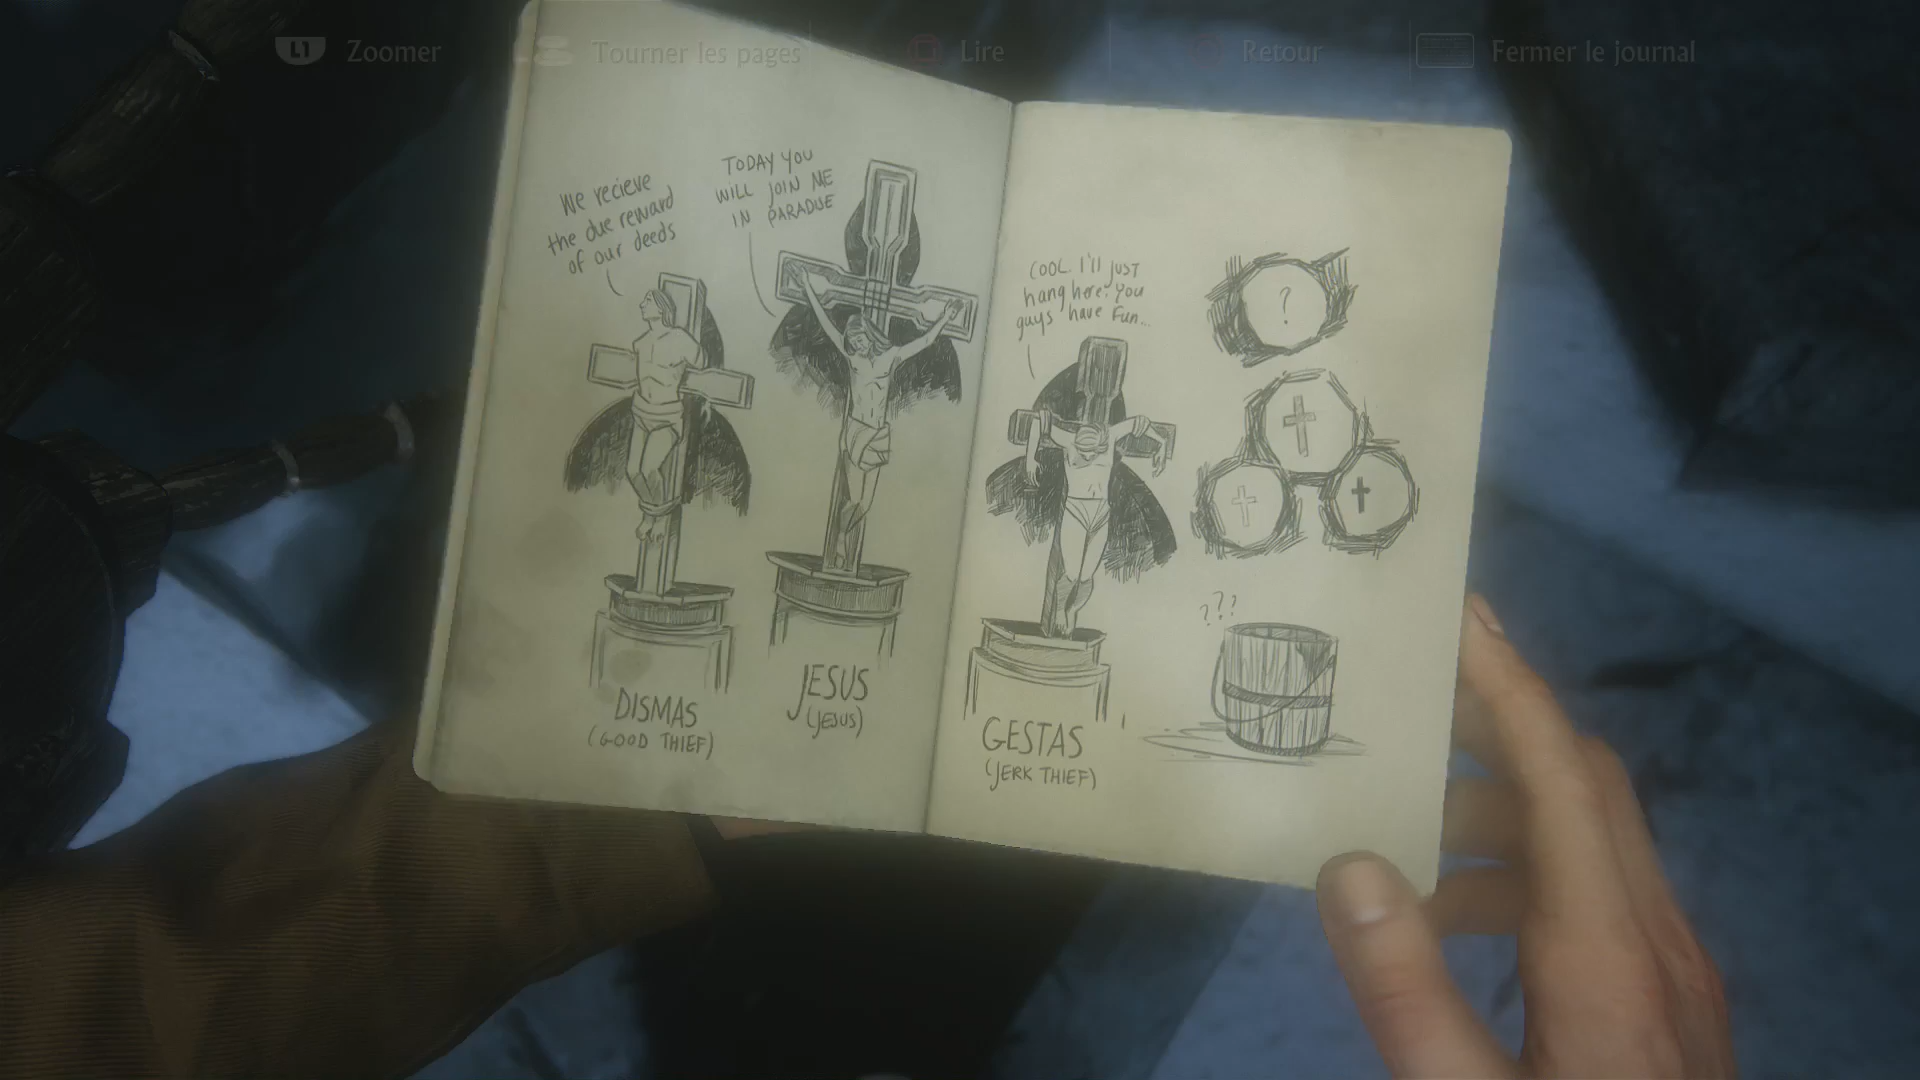 L1 Zoomer
Tourner les pages
Lire
Retour
Fermer le journal
We recieve
the due reward
of our deeds
TODAY YOU
WILL JOIN ME
IN PARADISE
DISMAS
(GOOD THIEF)
JESUS
(JESUS)
COOL. I'll JUST
hang here. You
guys have fun...
GESTAS
(JERK THIEF)
?
???